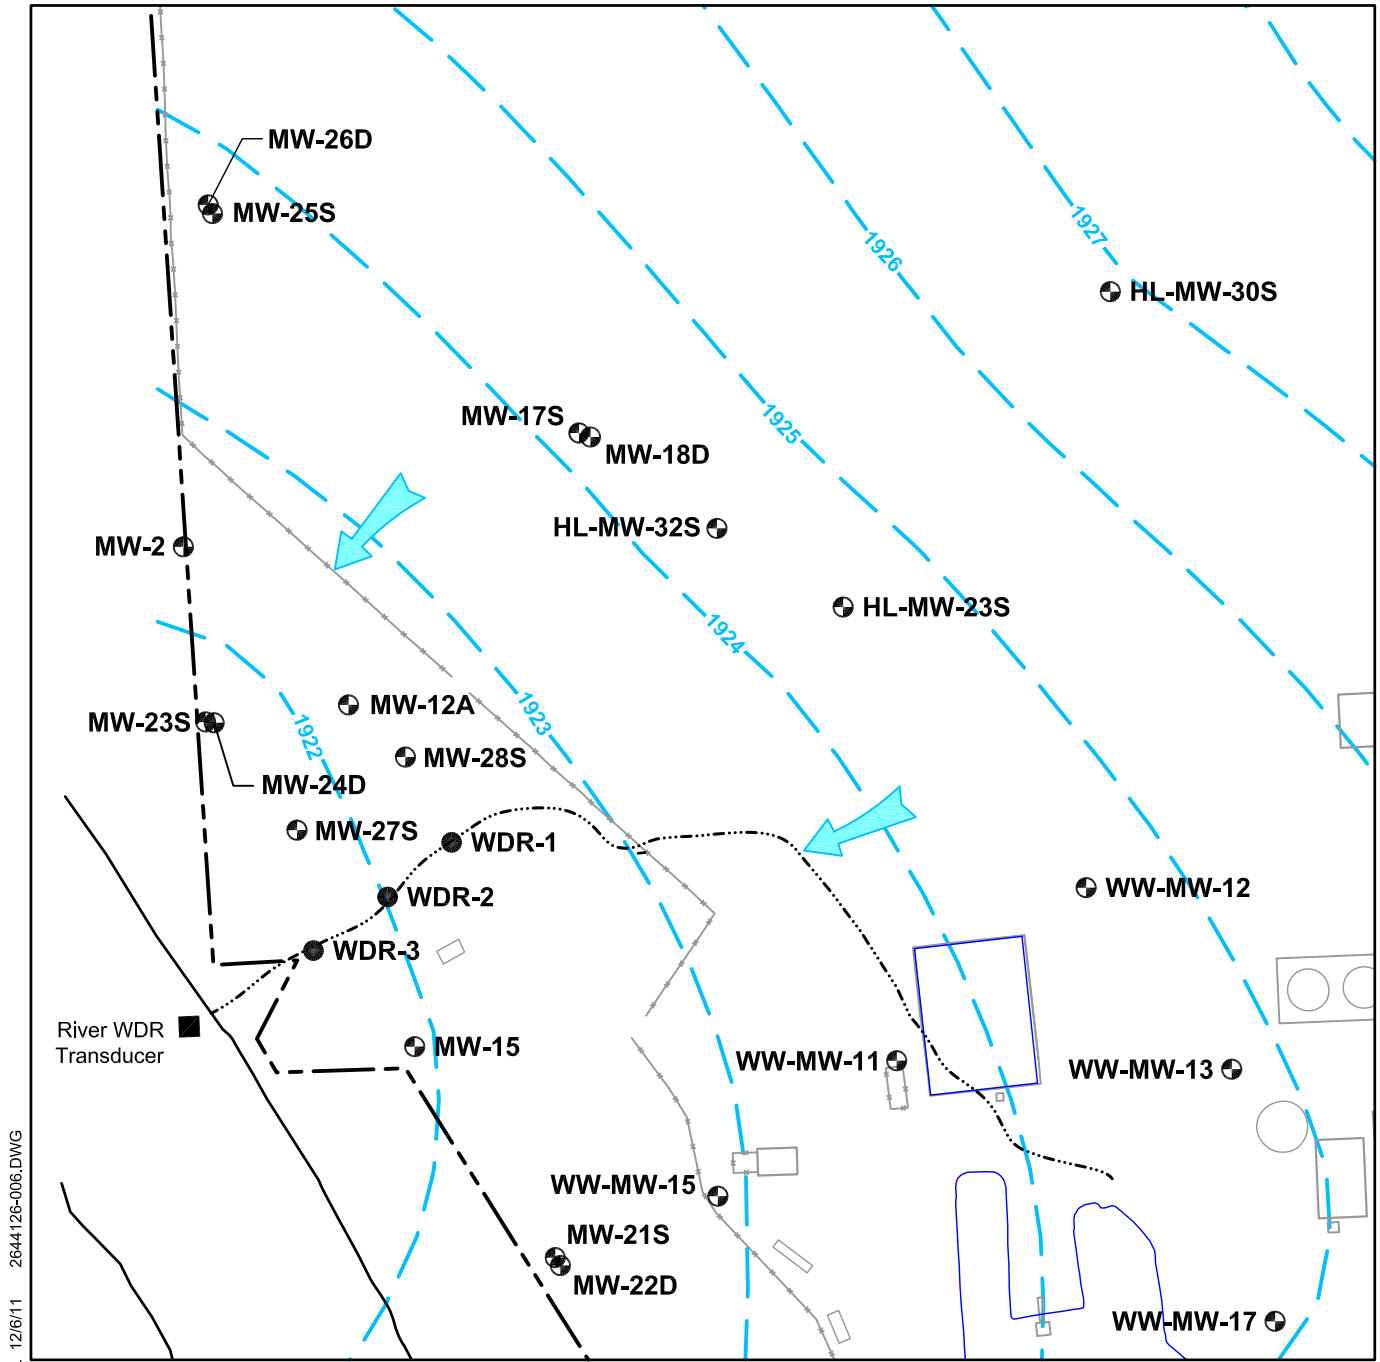 MW-26D
MW-25S
1927
1926
HL-MW-30S
MW-17S
1925
MW-18D
HL-MW-32S
MW-2
HL-MW-23S
1924
MW-12A
1923
MW-23S
1922
MW-28S
MW-24D
MW-27S
WDR-1
WW-MW-12
WDR-2
WDR-3
River WDR
Transducer
MW-15
WW-MW-11
WW-MW-13
WW-MW-15
MW-21S
MW-22D
WW-MW-17
12/6/11 2644126-006.DWG